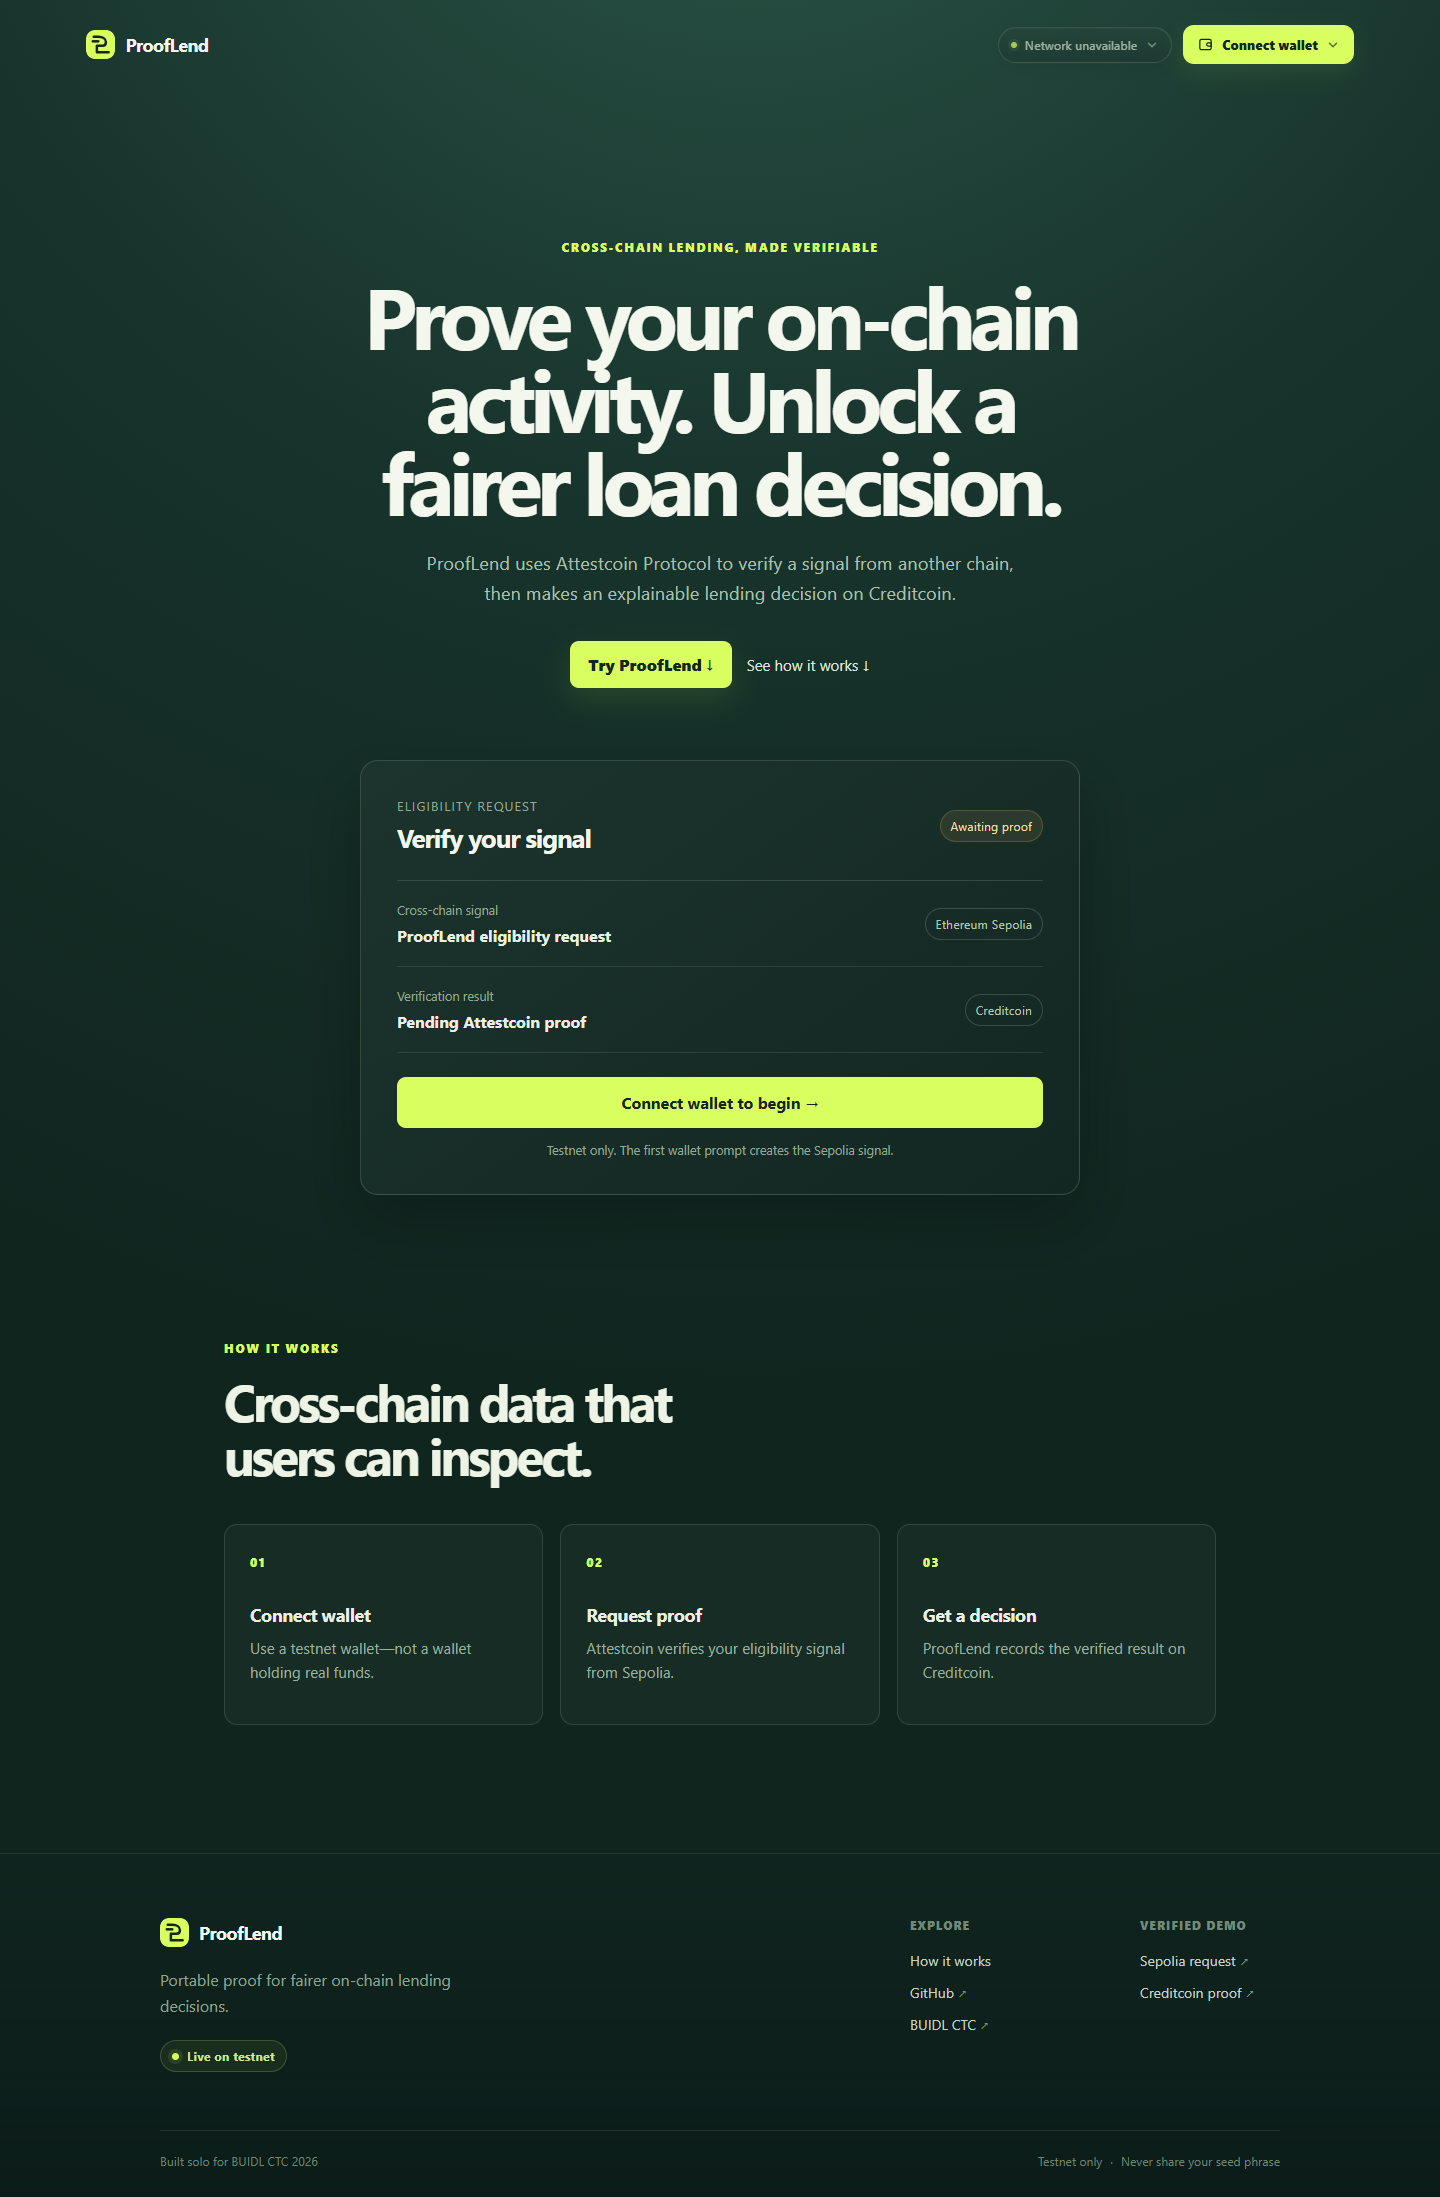 ProofLend
Network unavailable
Connect wallet
CROSS-CHAIN LENDING, MADE VERIFIABLE
Prove your on-chain
activity. Unlock a
fairer loan decision.
ProofLend uses Attestcoin Protocol to verify a signal from another chain,
then makes an explainable lending decision on Creditcoin.
Try ProofLend ↓
See how it works ↓
ELIGIBILITY REQUEST
Verify your signal
Awaiting proof
Cross-chain signal
ProofLend eligibility request
Ethereum Sepolia
Verification result
Pending Attestcoin proof
Creditcoin
Connect wallet to begin →
Testnet only. The first wallet prompt creates the Sepolia signal.
HOW IT WORKS
Cross-chain data that
users can inspect.
01
Connect wallet
Use a testnet wallet—not a wallet
holding real funds.
02
Request proof
Attestcoin verifies your eligibility signal
from Sepolia.
03
Get a decision
ProofLend records the verified result on
Creditcoin.
ProofLend
Portable proof for fairer on-chain lending
decisions.
Live on testnet
EXPLORE
How it works
GitHub ↗
BUIDL CTC ↗
VERIFIED DEMO
Sepolia request ↗
Creditcoin proof ↗
Built solo for BUIDL CTC 2026
Testnet only · Never share your seed phrase